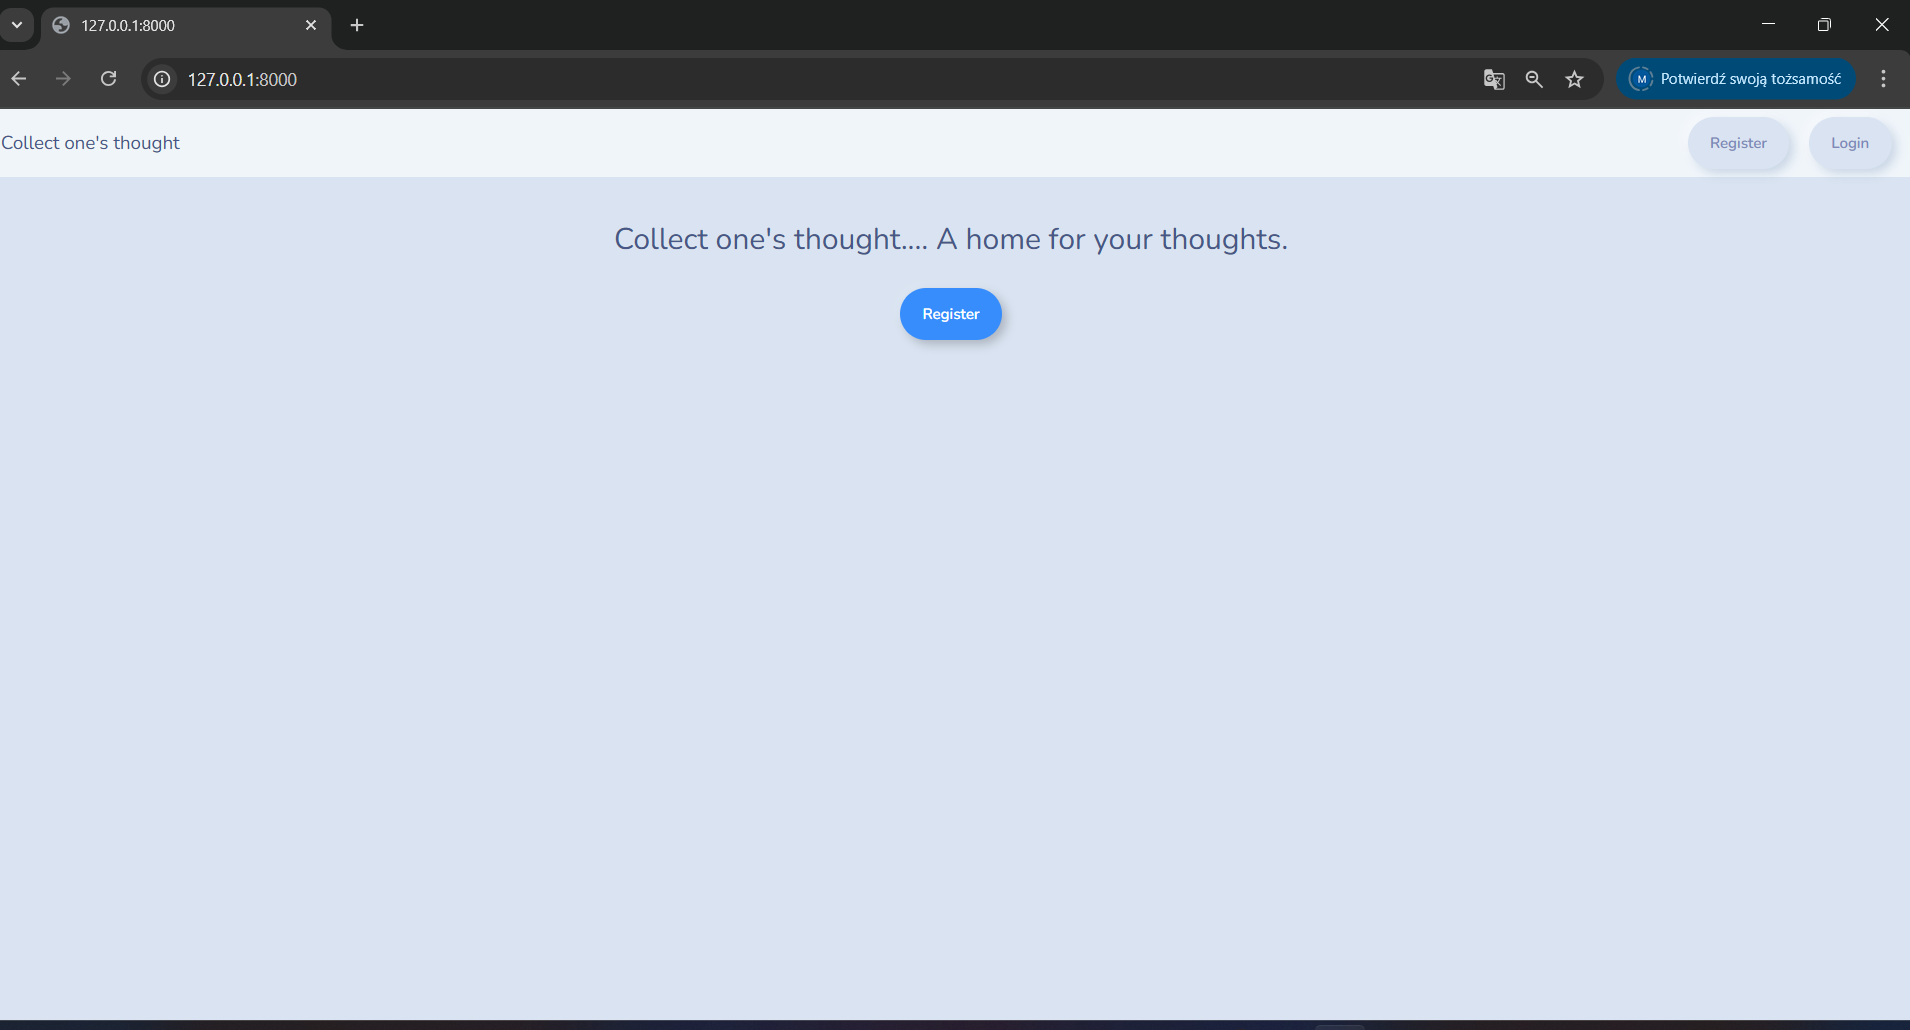 127.0.0.1:8000
127.0.0.1:8000
M Potwierdź swoją tożsamość
Collect one's thought
Register
Login
Collect one's thought.... A home for your thoughts.
Register